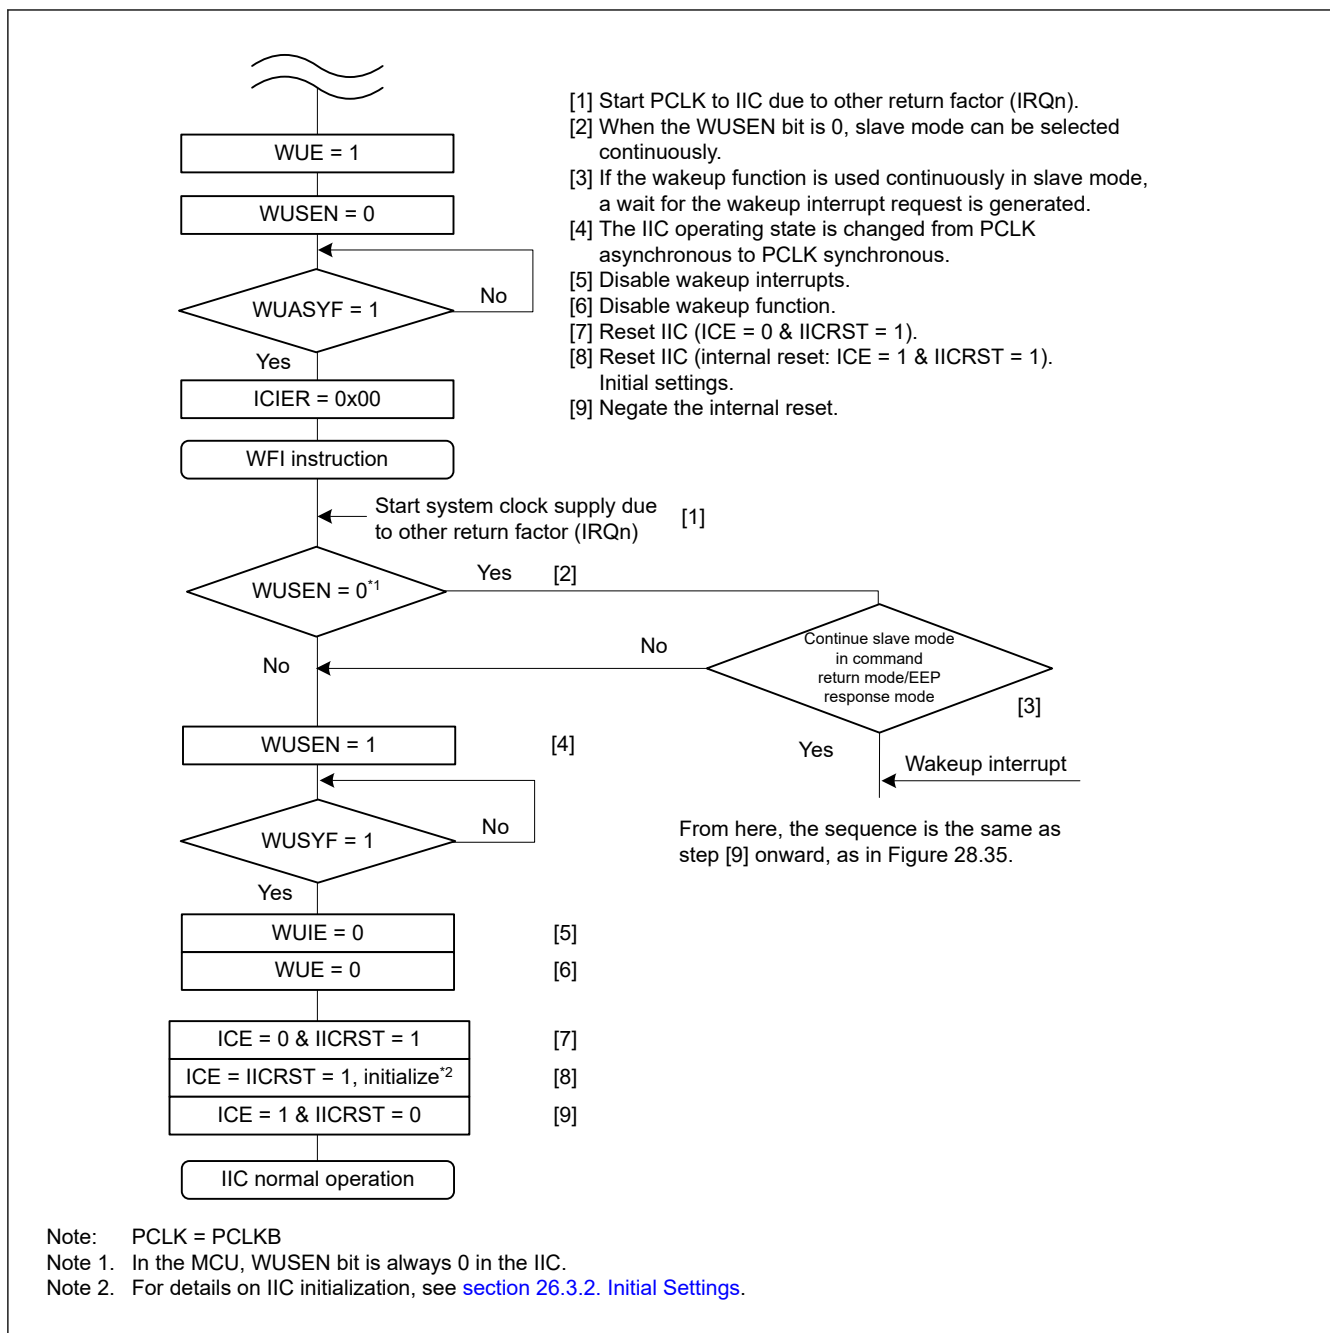 [1] Start PCLK to IIC due to other return factor (IRQn).
[2] When the WUSEN bit is 0, slave mode can be selected
continuously.
[3] If the wakeup function is used continuously in slave mode,
a wait for the wakeup interrupt request is generated.
[4] The IIC operating state is changed from PCLK
asynchronous to PCLK synchronous.
[5] Disable wakeup interrupts.
[6] Disable wakeup function.
[7] Reset IIC (ICE = 0 & IICRST = 1).
[8] Reset IIC (internal reset: ICE = 1 & IICRST = 1).
Initial settings.
[9] Negate the internal reset.
WUE = 1
WUSEN = 0
WUASYF = 1
No
Yes
ICIER = 0x00
WFI instruction
Start system clock supply due
to other return factor (IRQn)
[1]
WUSEN = 0*1
Yes
[2]
No
Continue slave mode
in command
return mode/EEP
response mode
[3]
No
Yes
Wakeup interrupt
From here, the sequence is the same as
step [9] onward, as in Figure 28.35.
WUSEN = 1
[4]
WUSYF = 1
No
Yes
WUIE = 0
[5]
WUE = 0
[6]
ICE = 0 & IICRST = 1
[7]
ICE = IICRST = 1, initialize*2
[8]
ICE = 1 & IICRST = 0
[9]
IIC normal operation
Note: PCLK = PCLKB
Note 1. In the MCU, WUSEN bit is always 0 in the IIC.
Note 2. For details on IIC initialization, see section 26.3.2. Initial Settings.